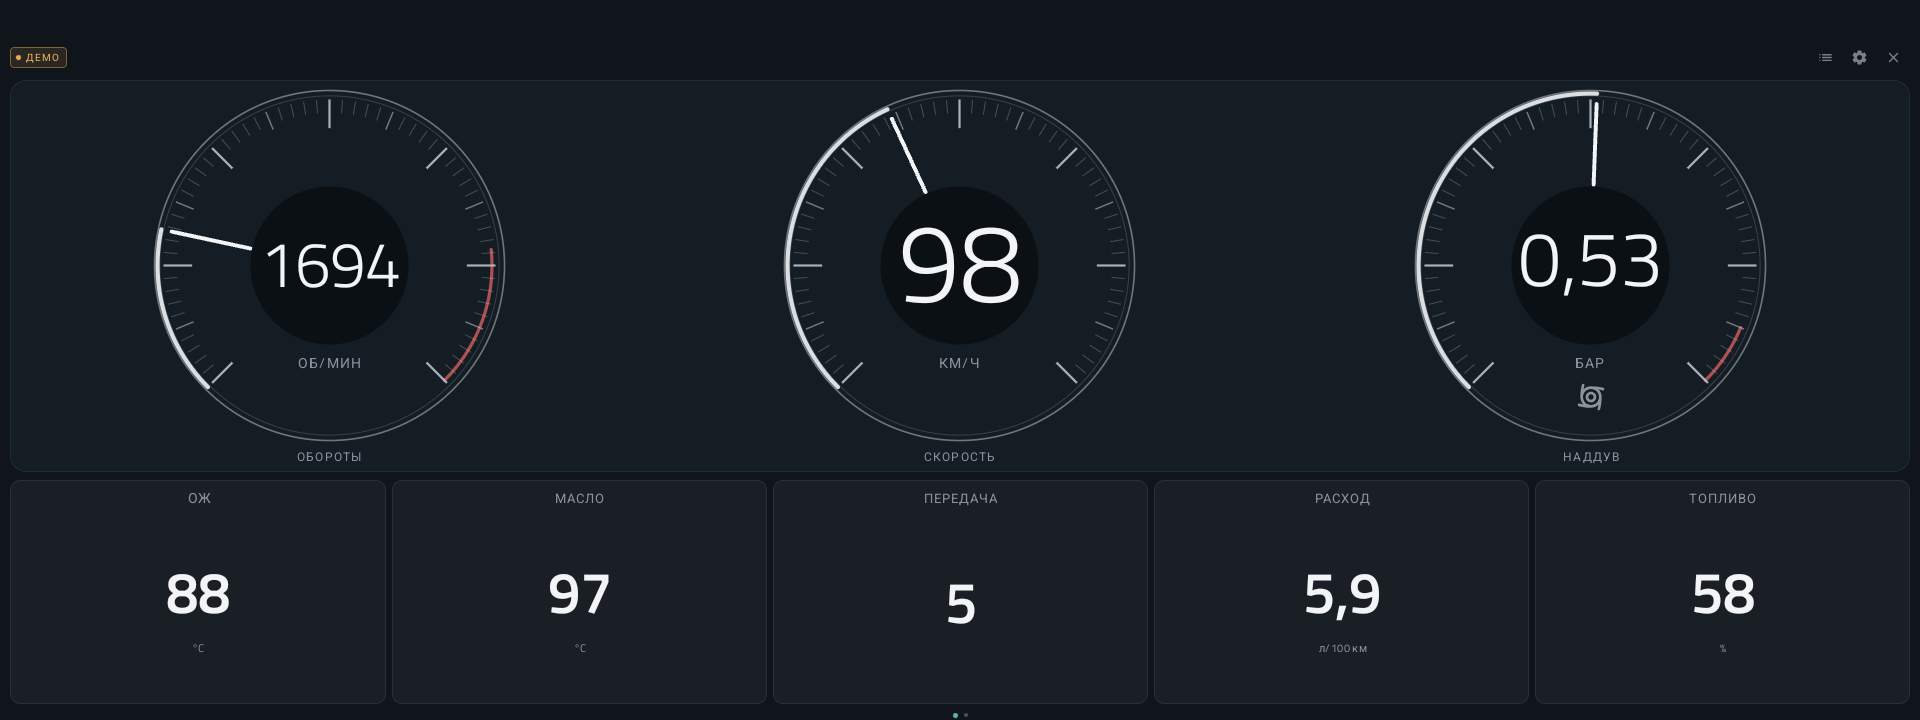 ДЕМО
1694
ОБ/МИН
ОБОРОТЫ
98
КМ/Ч
СКОРОСТЬ
0,53
БАР
НАДДУВ
ОЖ
88
°C
МАСЛО
97
°C
ПЕРЕДАЧА
5
РАСХОД
5,9
л/100км
ТОПЛИВО
58
%